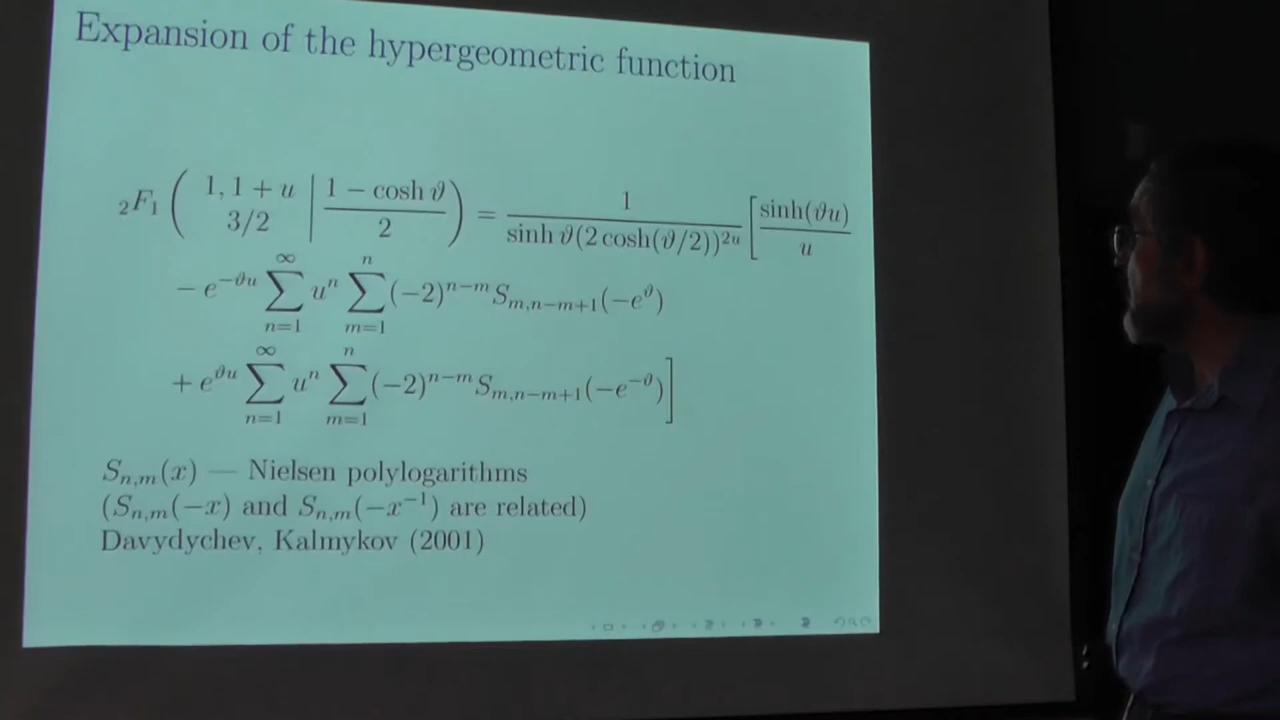 Expansion of the hypergeometric function
₂F₁ ( 1, 1 + u 3/2 | (1 − cosh ϑ)/2 ) = 1/(sinh ϑ(2 cosh(ϑ/2))²ᵘ) [ sinh(ϑu)/u
− e^{−ϑu} ∑_{n=1}^{∞} uⁿ ∑_{m=1}^{n} (−2)^{n−m} S_{m,n−m+1}(−e^{ϑ})
+ e^{ϑu} ∑_{n=1}^{∞} uⁿ ∑_{m=1}^{n} (−2)^{n−m} S_{m,n−m+1}(−e^{−ϑ}) ]
S_{n,m}(x) — Nielsen polylogarithms
(S_{n,m}(−x) and S_{n,m}(−x^{−1}) are related)
Davydychev, Kalmykov (2001)